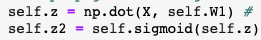 self.z = np.dot(X, self.W1) #
self.z2 = self.sigmoid(self.z)